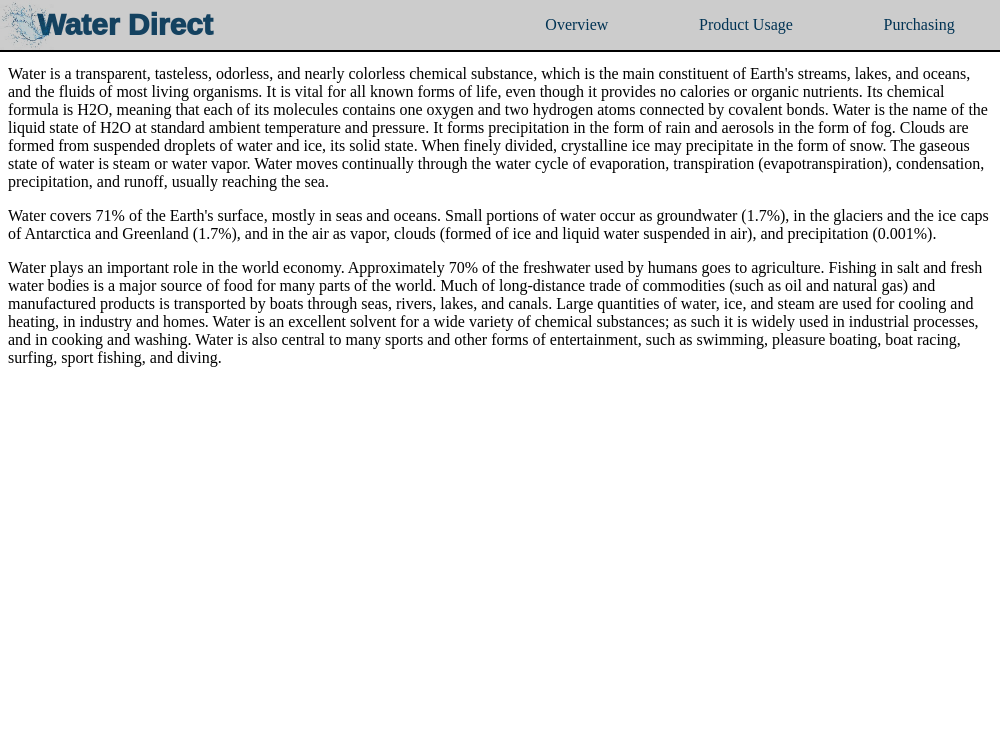 Water Direct
Overview
Product Usage
Purchasing
Water is a transparent, tasteless, odorless, and nearly colorless chemical substance, which is the main constituent of Earth's streams, lakes, and oceans,
and the fluids of most living organisms. It is vital for all known forms of life, even though it provides no calories or organic nutrients. Its chemical
formula is H2O, meaning that each of its molecules contains one oxygen and two hydrogen atoms connected by covalent bonds. Water is the name of the
liquid state of H2O at standard ambient temperature and pressure. It forms precipitation in the form of rain and aerosols in the form of fog. Clouds are
formed from suspended droplets of water and ice, its solid state. When finely divided, crystalline ice may precipitate in the form of snow. The gaseous
state of water is steam or water vapor. Water moves continually through the water cycle of evaporation, transpiration (evapotranspiration), condensation,
precipitation, and runoff, usually reaching the sea.
Water covers 71% of the Earth's surface, mostly in seas and oceans. Small portions of water occur as groundwater (1.7%), in the glaciers and the ice caps
of Antarctica and Greenland (1.7%), and in the air as vapor, clouds (formed of ice and liquid water suspended in air), and precipitation (0.001%).
Water plays an important role in the world economy. Approximately 70% of the freshwater used by humans goes to agriculture. Fishing in salt and fresh
water bodies is a major source of food for many parts of the world. Much of long-distance trade of commodities (such as oil and natural gas) and
manufactured products is transported by boats through seas, rivers, lakes, and canals. Large quantities of water, ice, and steam are used for cooling and
heating, in industry and homes. Water is an excellent solvent for a wide variety of chemical substances; as such it is widely used in industrial processes,
and in cooking and washing. Water is also central to many sports and other forms of entertainment, such as swimming, pleasure boating, boat racing,
surfing, sport fishing, and diving.